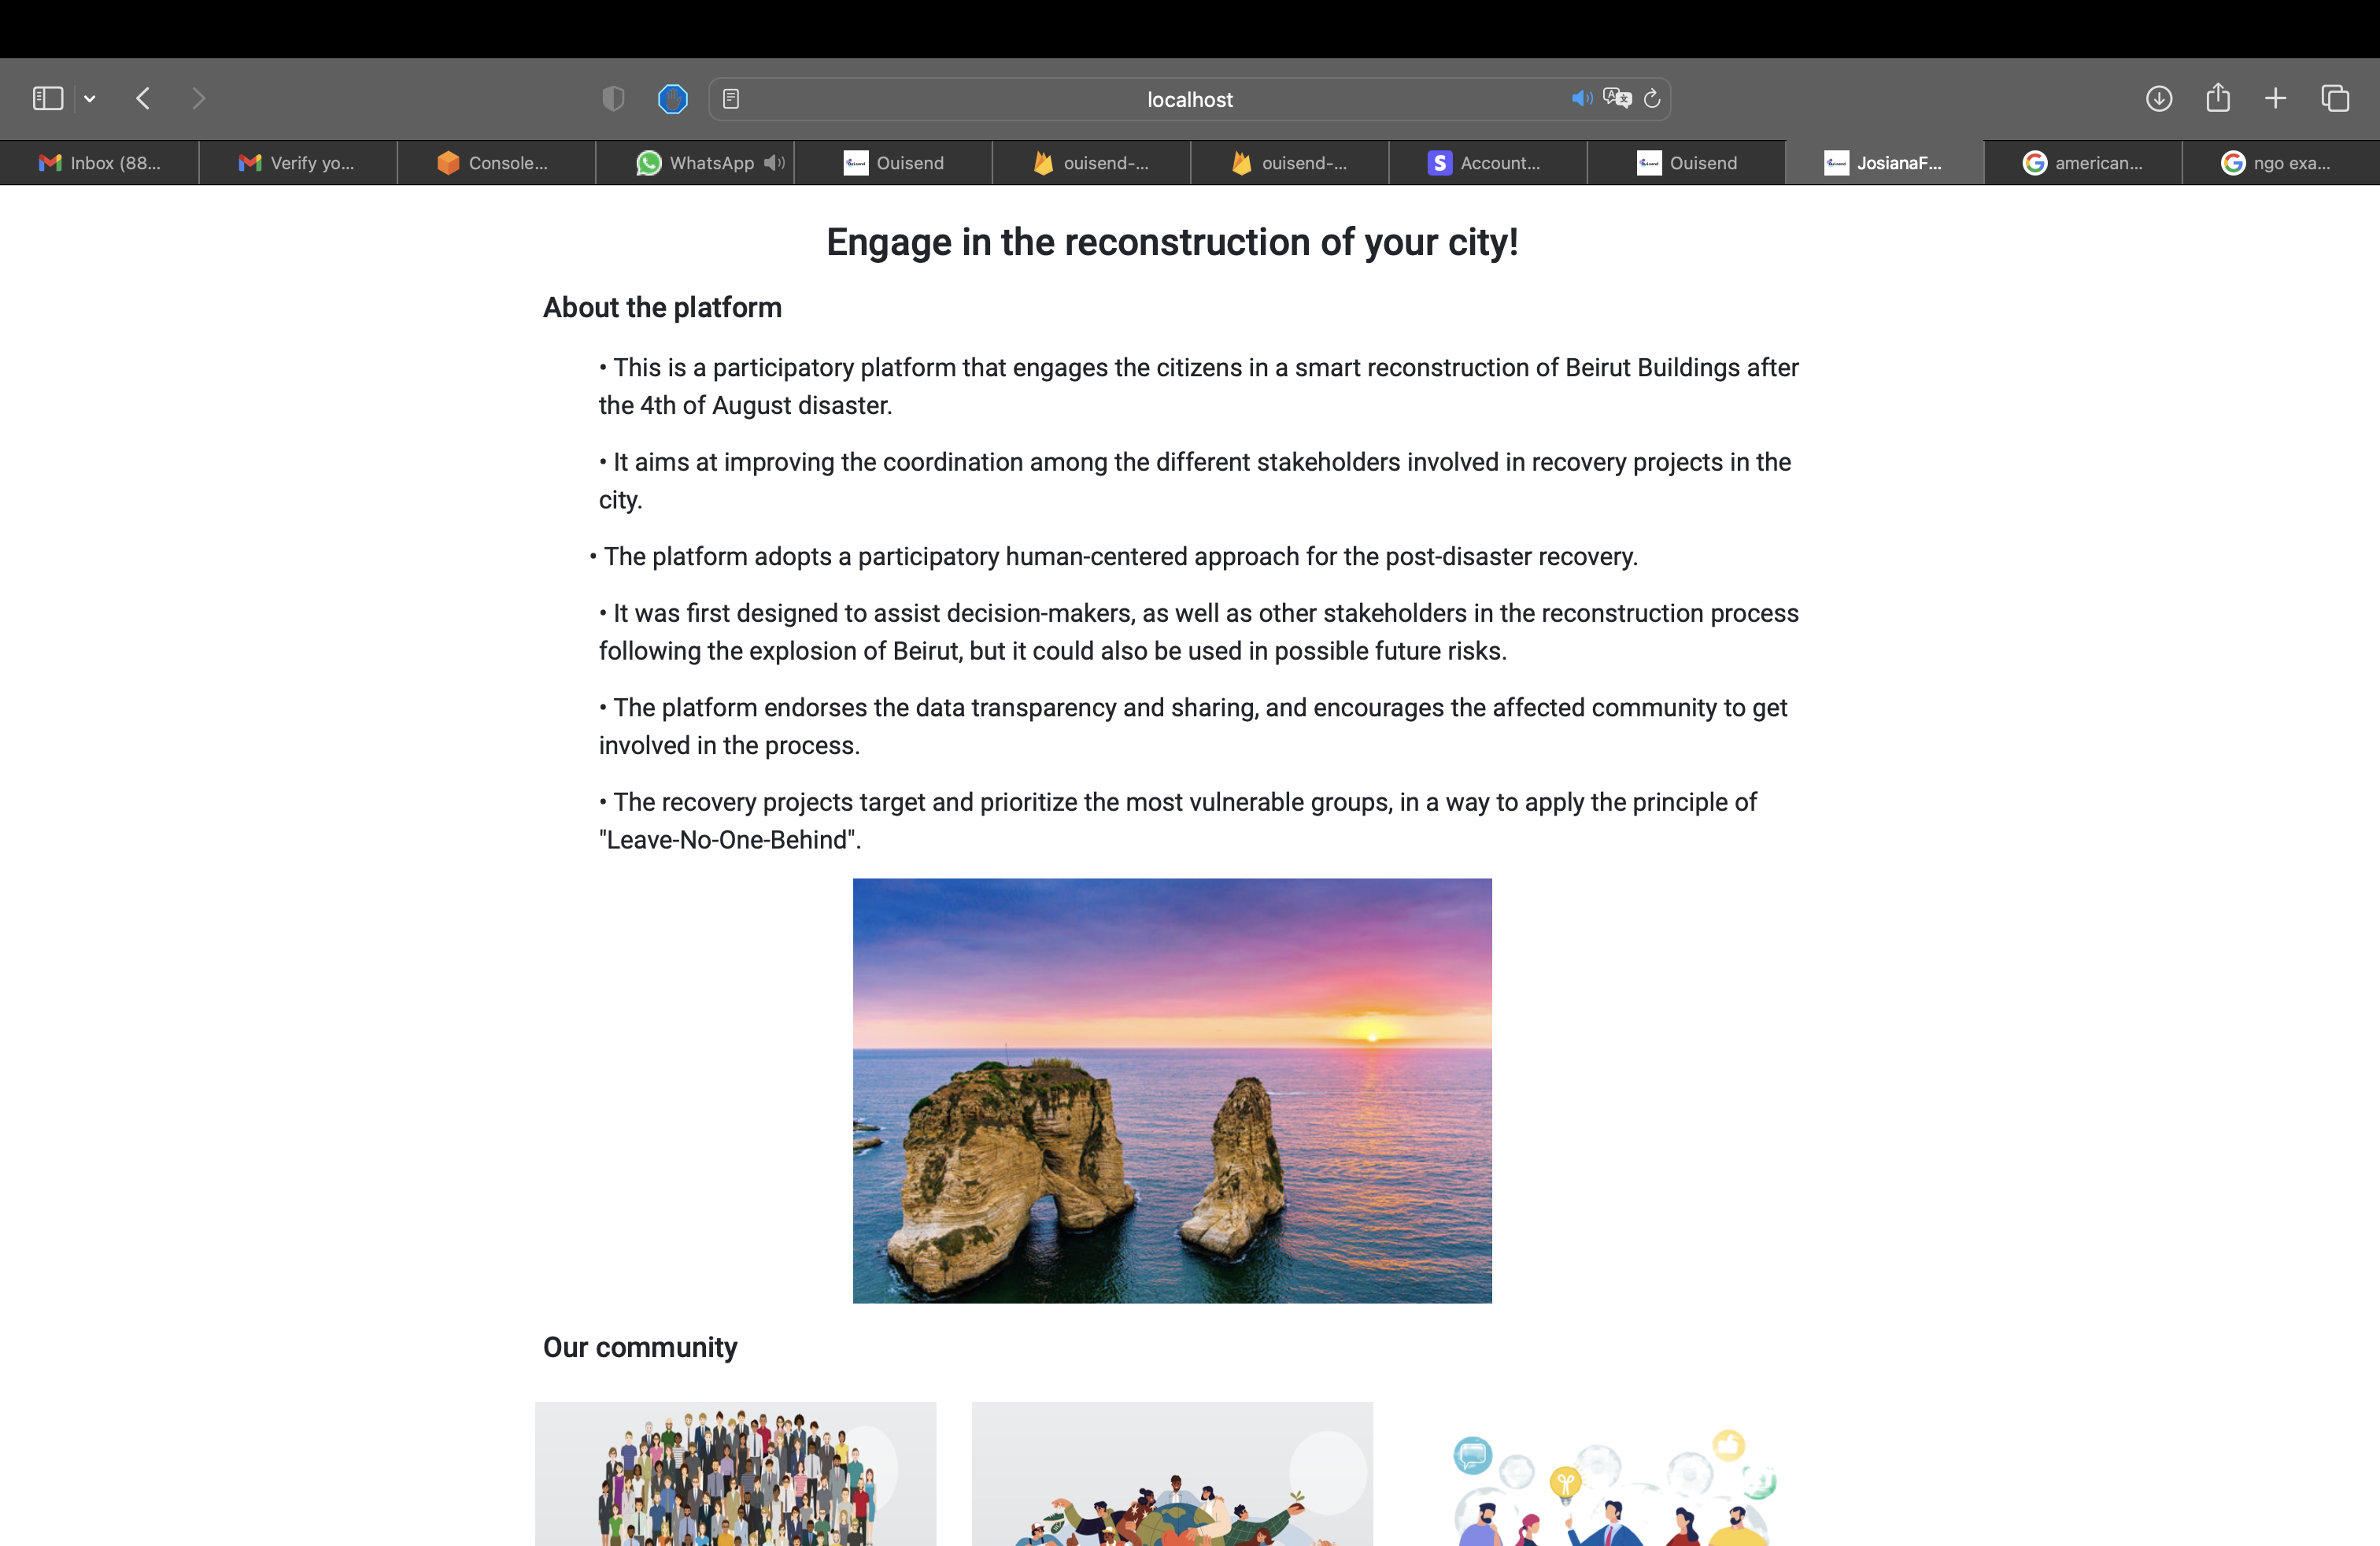 localhost
Inbox (88...
Verify yo...
Console...
WhatsApp
Ouisend
ouisend-...
ouisend-...
S
Account...
Ouisend
JosianaF...
american...
ngo exa...
Engage in the reconstruction of your city!
About the platform
• This is a participatory platform that engages the citizens in a smart reconstruction of Beirut Buildings after
the 4th of August disaster.
• It aims at improving the coordination among the different stakeholders involved in recovery projects in the
city.
• The platform adopts a participatory human-centered approach for the post-disaster recovery.
• It was first designed to assist decision-makers, as well as other stakeholders in the reconstruction process
following the explosion of Beirut, but it could also be used in possible future risks.
• The platform endorses the data transparency and sharing, and encourages the affected community to get
involved in the process.
• The recovery projects target and prioritize the most vulnerable groups, in a way to apply the principle of
"Leave-No-One-Behind".
Our community